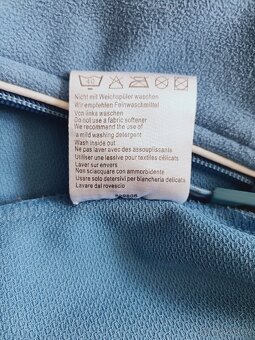 40
Nicht mit Weichspüler waschen
Wir empfehlen Feinwaschmittel
Von links waschen
Do not use a fabric softener
We recommend the use of
a mild washing detergent
Wash inside out
Ne pas laver avec des assouplissants
Utiliser une lessive pour textiles délicats
Laver sur envers
Non sciacquare con ammorbidente
Usare solo detersivi per biancheria delicata
Lavare dal rovescio